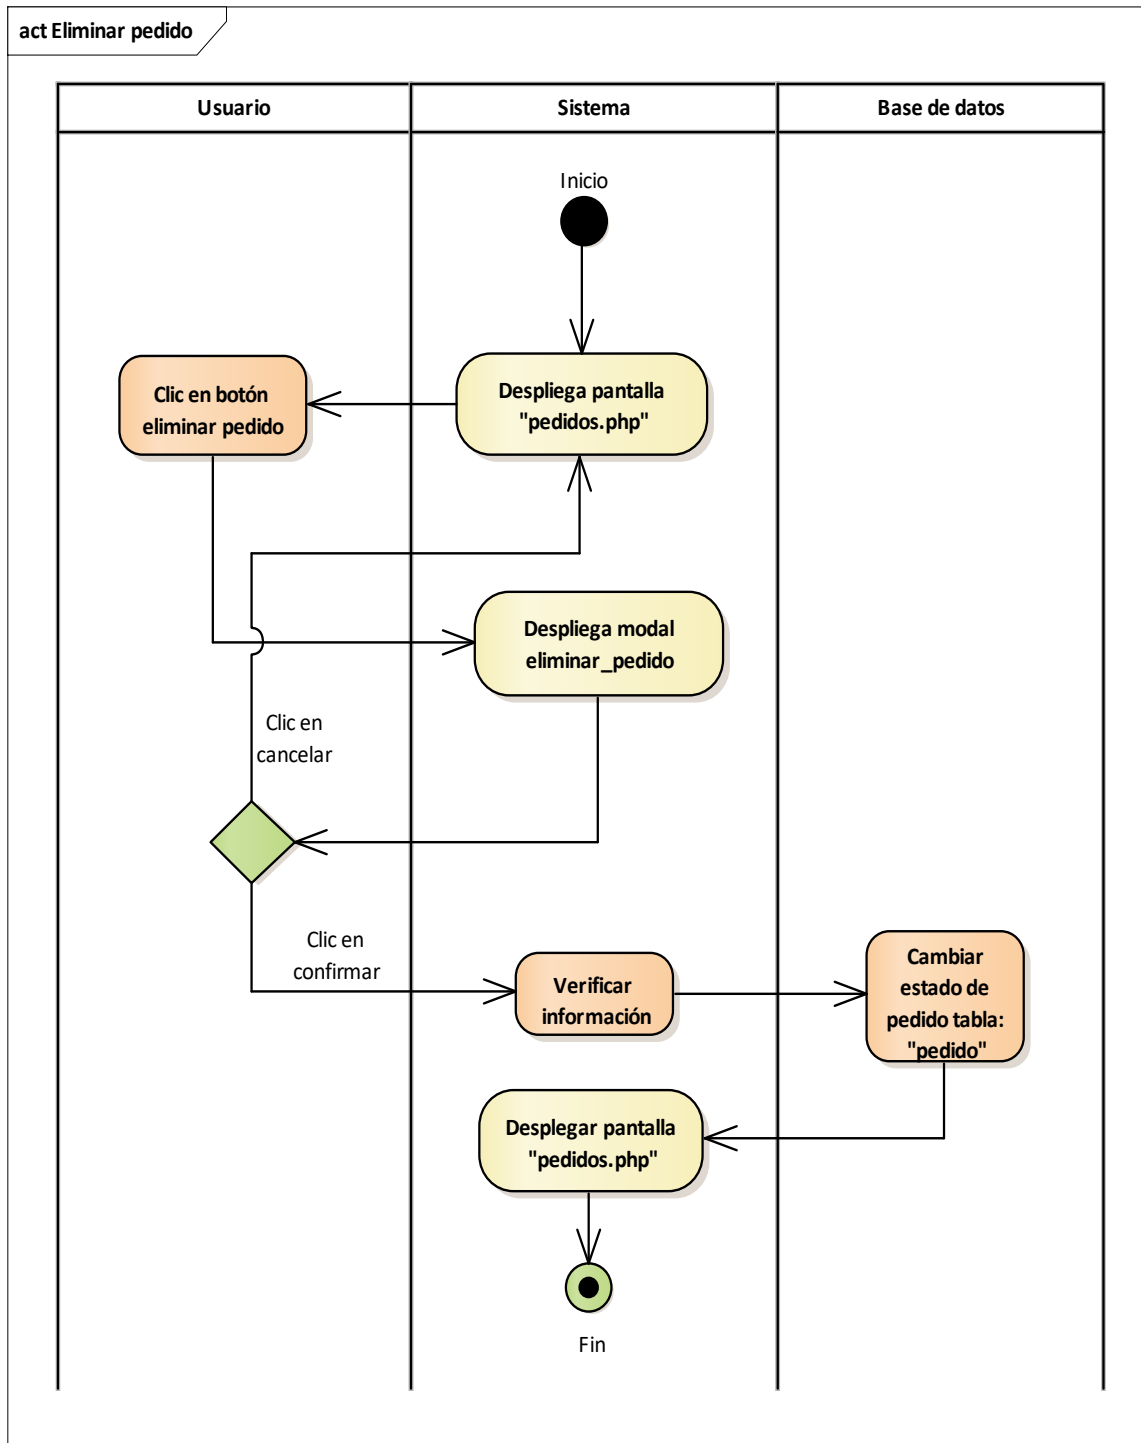 act Eliminar pedido
Usuario
Sistema
Base de datos
Inicio
Clic en botón
eliminar pedido
Despliega pantalla
"pedidos.php"
Despliega modal
eliminar_pedido
Clic en
cancelar
Clic en
confirmar
Verificar
información
Cambiar
estado de
pedido tabla:
"pedido"
Desplegar pantalla
"pedidos.php"
Fin